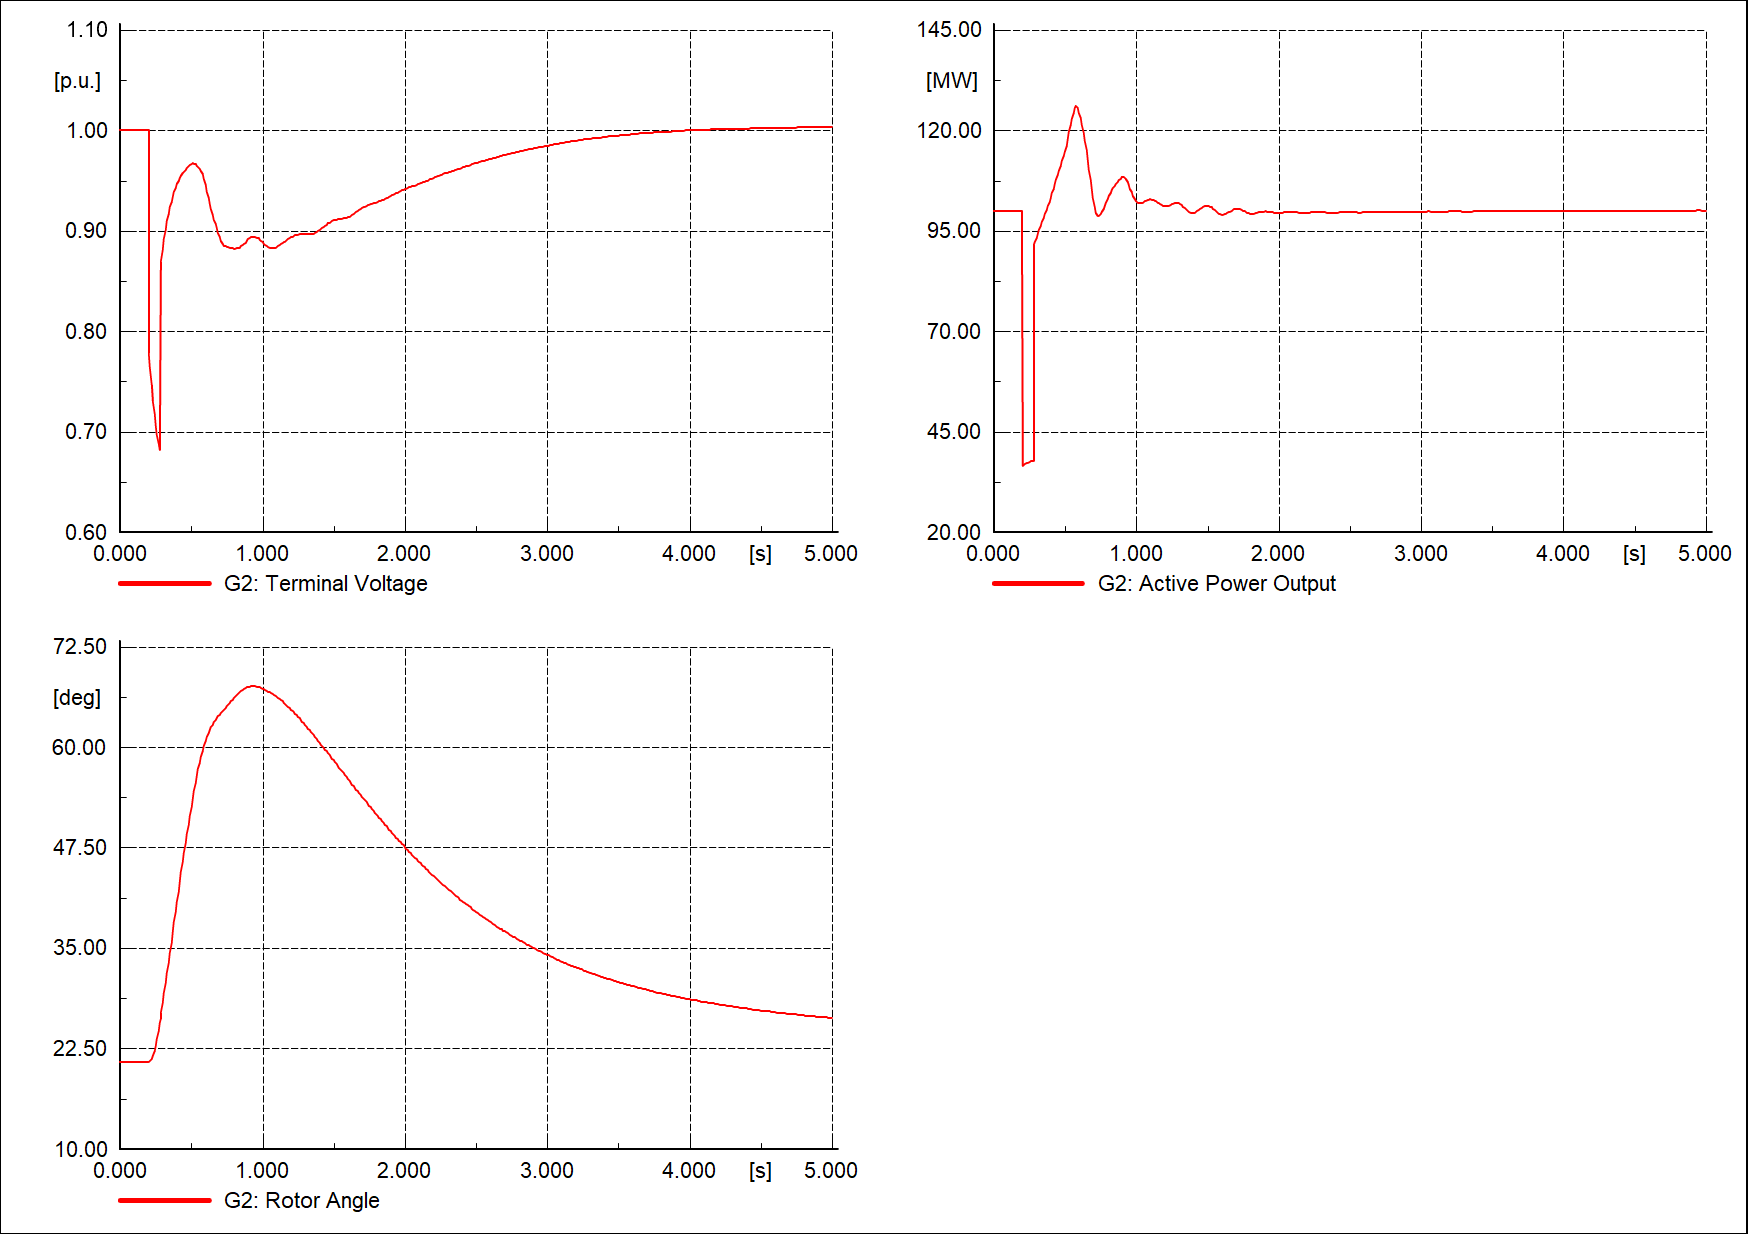 1.10
[p.u.]
1.00
0.90
0.80
0.70
0.60
0.000 1.000 2.000 3.000 4.000 [s] 5.000
G2: Terminal Voltage
145.00
[MW]
120.00
95.00
70.00
45.00
20.00
0.000 1.000 2.000 3.000 4.000 [s] 5.000
G2: Active Power Output
72.50
[deg]
60.00
47.50
35.00
22.50
10.00
0.000 1.000 2.000 3.000 4.000 [s] 5.000
G2: Rotor Angle